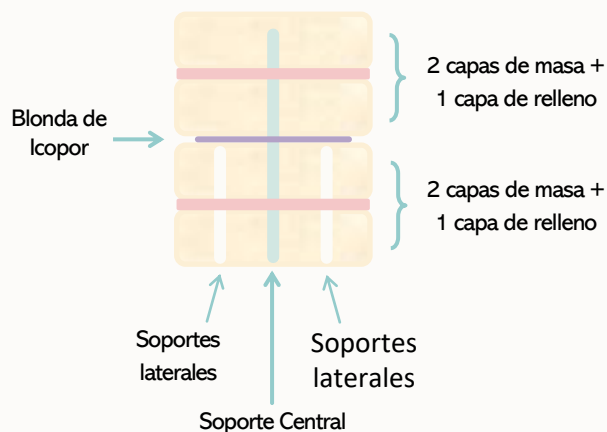 2 capas de masa +
1 capa de relleno
Blonda de
Icopor
2 capas de masa +
1 capa de relleno
Soportes
laterales
Soportes
laterales
Soporte Central